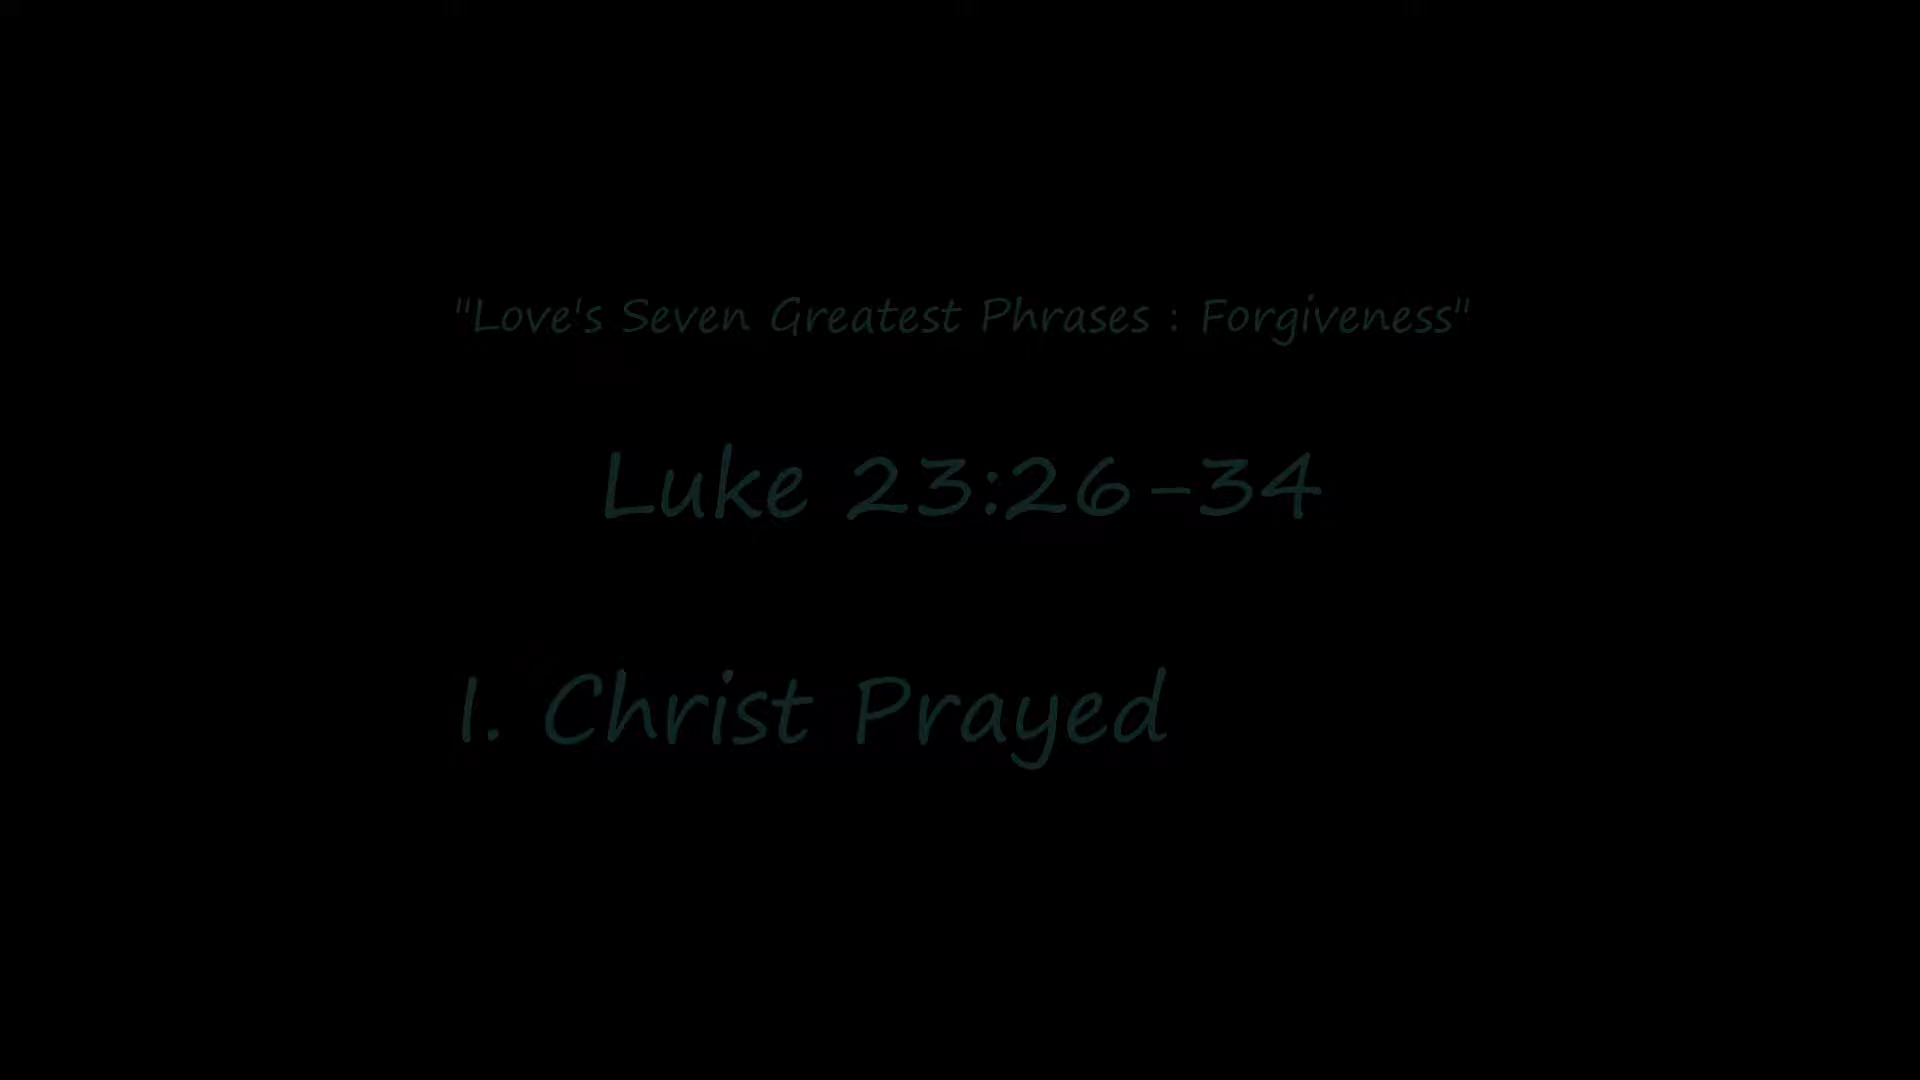 "Love's Seven Greatest Phrases : Forgiveness"
Luke 23:26-34
I. Christ Prayed